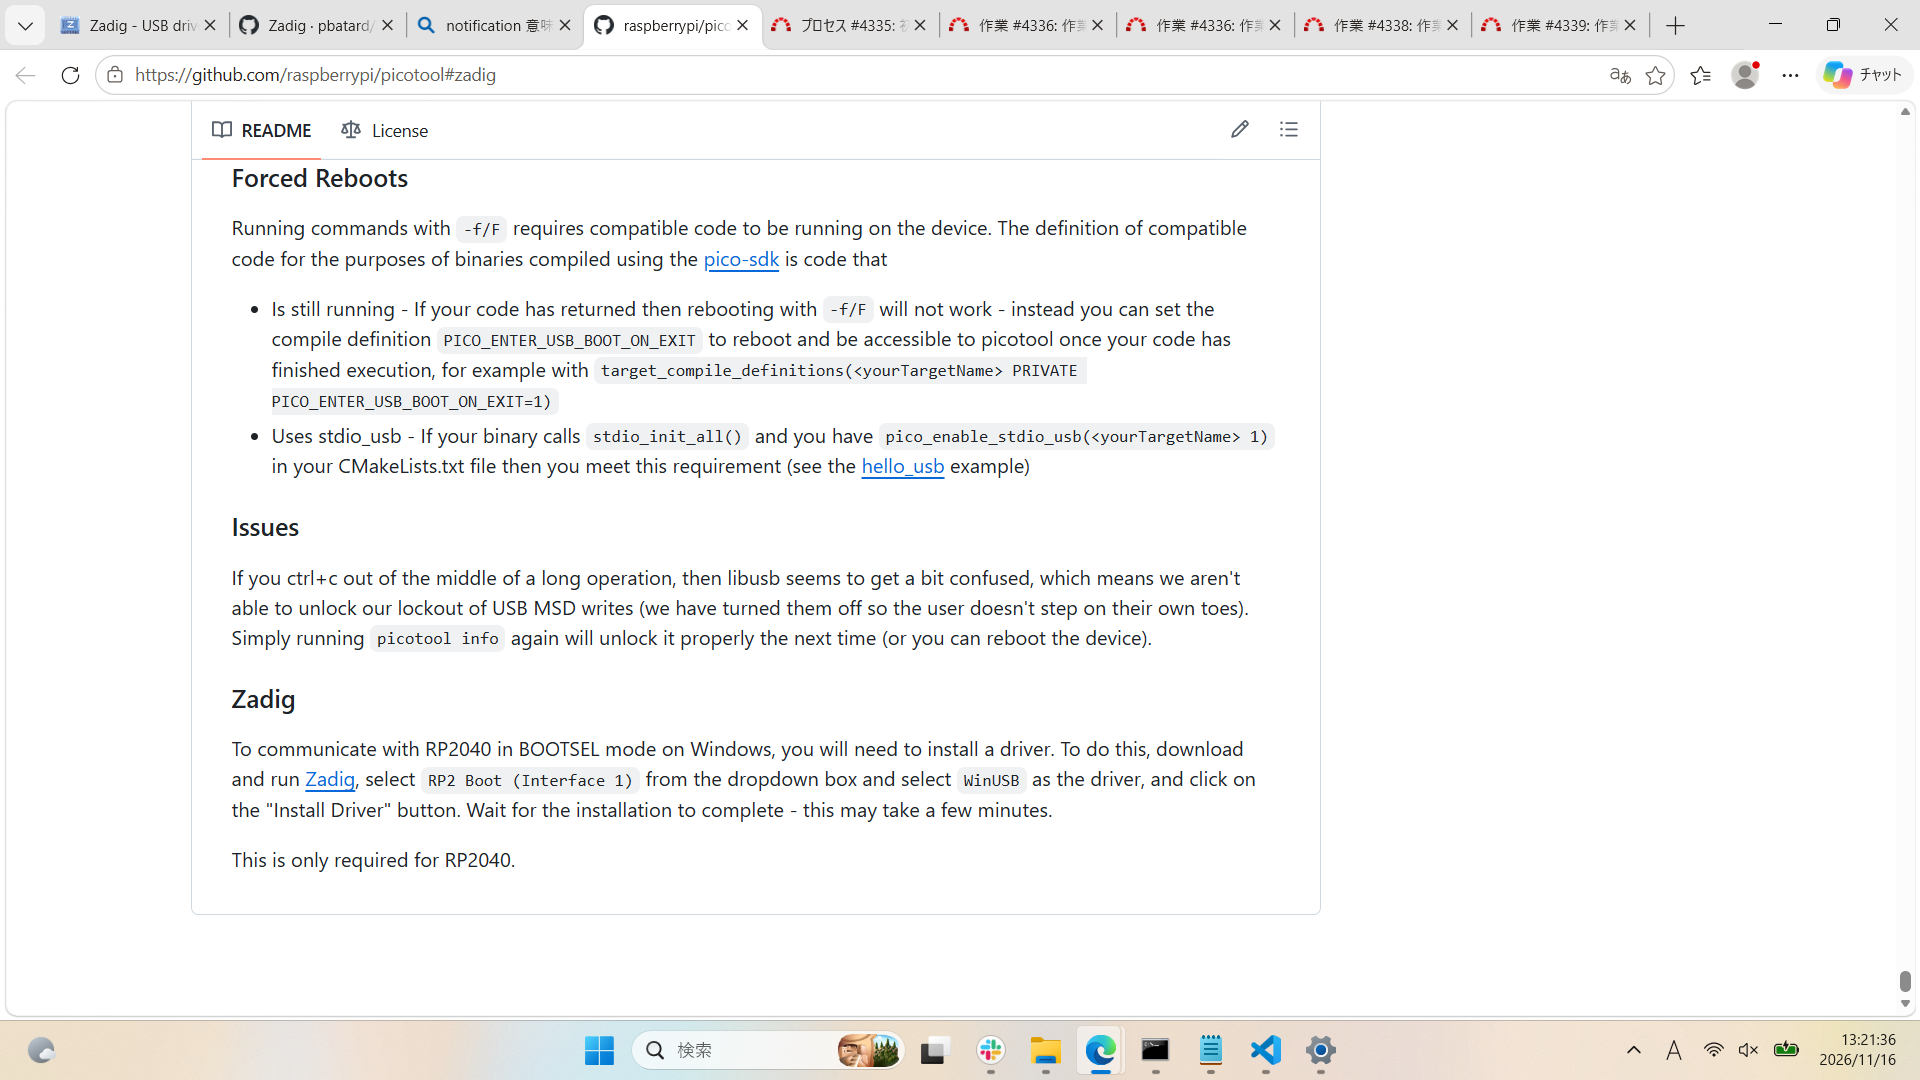 Zadig - USB driv
Zadig · pbatard/
notification 意味
raspberrypi/pico
プロセス #4335: 
作業 #4336: 作
作業 #4336: 作
作業 #4338: 作
作業 #4339: 作
https://github.com/raspberrypi/picotool#zadig
チャット
README
License
Forced Reboots
Running commands with -f/F requires compatible code to be running on the device. The definition of compatible
code for the purposes of binaries compiled using the pico-sdk is code that
• Is still running - If your code has returned then rebooting with -f/F will not work - instead you can set the
compile definition PICO_ENTER_USB_BOOT_ON_EXIT to reboot and be accessible to picotool once your code has
finished execution, for example with target_compile_definitions(<yourTargetName> PRIVATE
PICO_ENTER_USB_BOOT_ON_EXIT=1)
• Uses stdio_usb - If your binary calls stdio_init_all() and you have pico_enable_stdio_usb(<yourTargetName> 1)
in your CMakeLists.txt file then you meet this requirement (see the hello_usb example)
Issues
If you ctrl+c out of the middle of a long operation, then libusb seems to get a bit confused, which means we aren't
able to unlock our lockout of USB MSD writes (we have turned them off so the user doesn't step on their own toes).
Simply running picotool info again will unlock it properly the next time (or you can reboot the device).
Zadig
To communicate with RP2040 in BOOTSEL mode on Windows, you will need to install a driver. To do this, download
and run Zadig, select RP2 Boot (Interface 1) from the dropdown box and select WinUSB as the driver, and click on
the "Install Driver" button. Wait for the installation to complete - this may take a few minutes.
This is only required for RP2040.
検索
A
13:21:36
2026/11/16